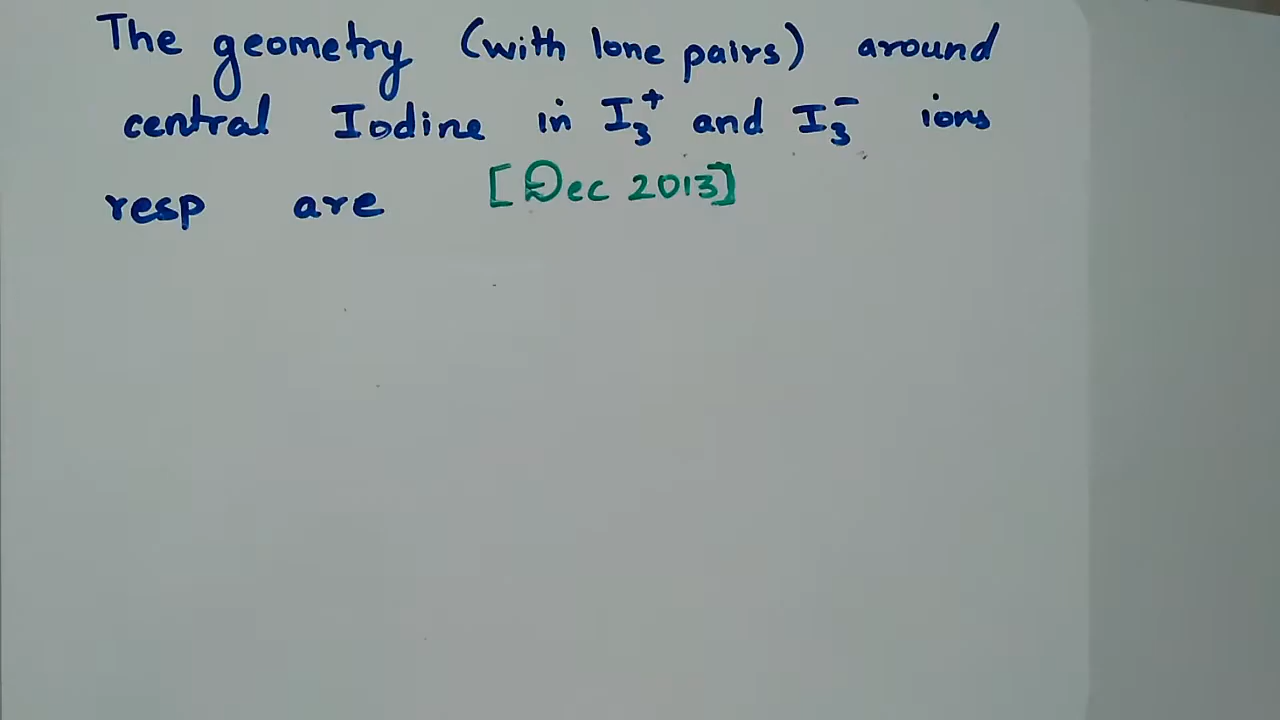 The geometry (with lone pairs) around
central Iodine in I₃⁺ and I₃⁻ ions
resp are [Dec 2013]